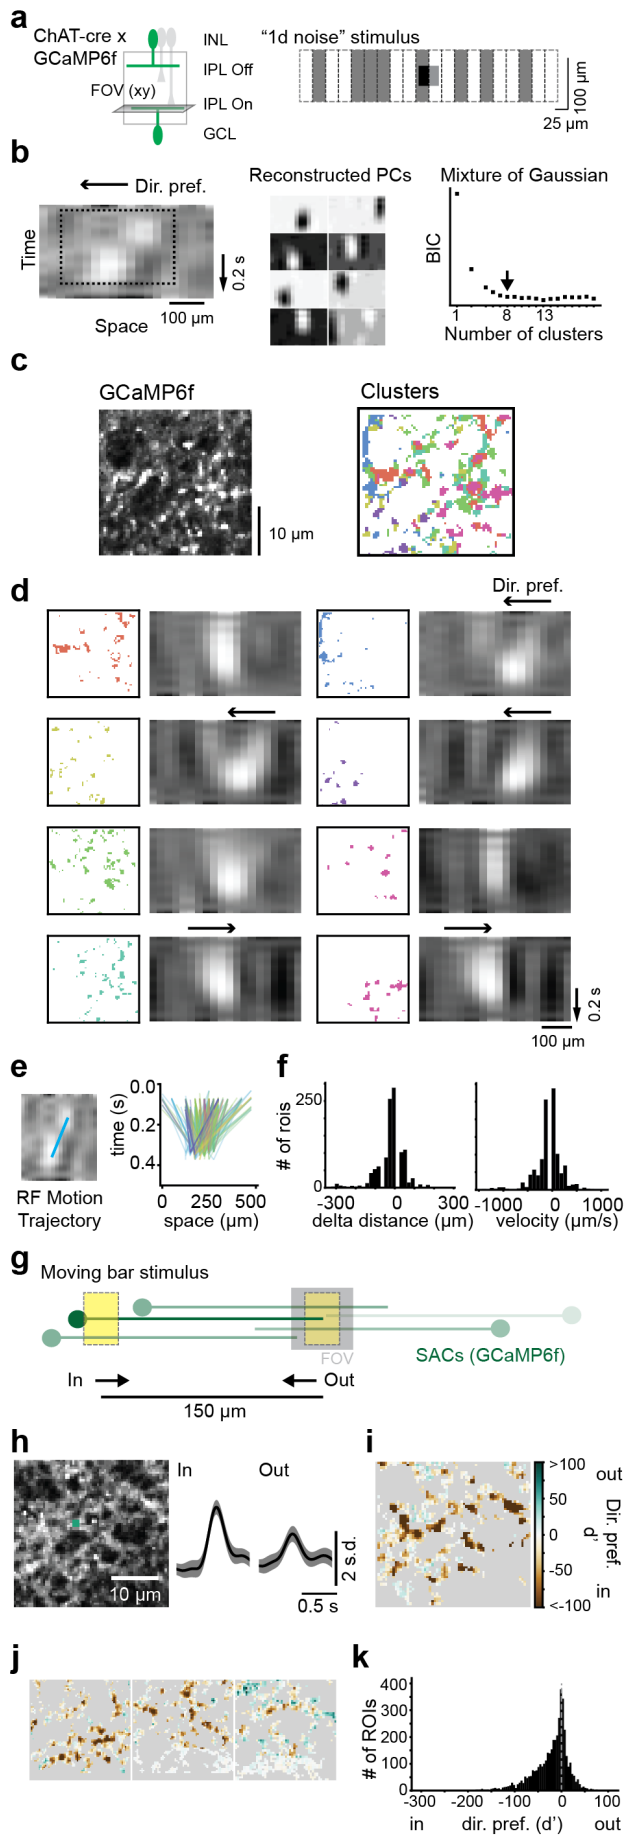 a
ChAT-cre x
GCaMP6f
INL
IPL Off
FOV (xy)
IPL On
GCL
“1d noise” stimulus
100 µm
25 µm
b
Dir. pref.
Time
0.2 s
100 µm
Space
Reconstructed PCs
Mixture of Gaussian
BIC
1 8 13
Number of clusters
c
GCaMP6f
10 µm
Clusters
d
Dir. pref.
0.2 s
100 µm
e
RF Motion
Trajectory
time (s)
0.0
0.2
0.4
0 250 500
space (µm)
f
# of rois
250
0
-300 0 300
delta distance (µm)
-1000 0 1000
velocity (µm/s)
g
Moving bar stimulus
FOV
SACs (GCaMP6f)
In
Out
150 µm
h
10 µm
In
Out
2 s.d.
0.5 s
i
>100
50
0
-50
<-100
out
Dir. pref.
d’
in
j
k
# of ROIs
400
300
200
100
0
-300 -200 -100 0 100
in dir. pref. (d’) out